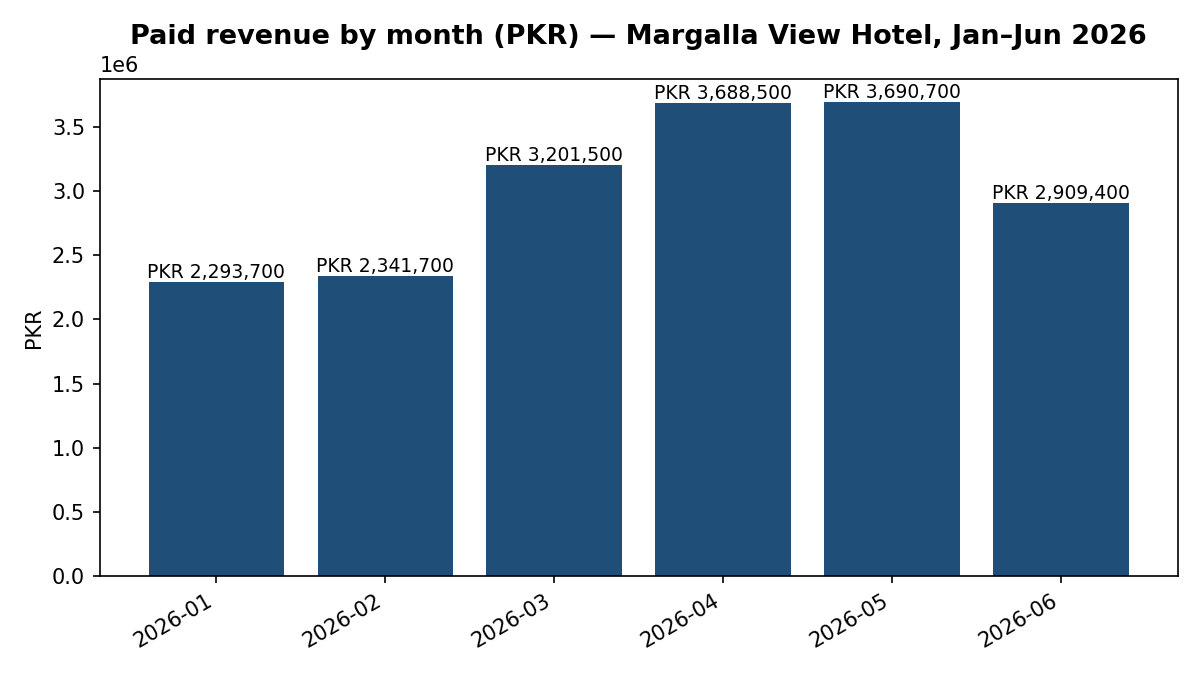 Paid revenue by month (PKR) — Margalla View Hotel, Jan–Jun 2026
1e6
PKR 3,688,500
PKR 3,690,700
3.5
PKR 3,201,500
3.0
PKR 2,909,400
2.5
PKR 2,293,700
PKR 2,341,700
2.0
PKR
1.5
1.0
0.5
0.0
2026-01
2026-02
2026-03
2026-04
2026-05
2026-06